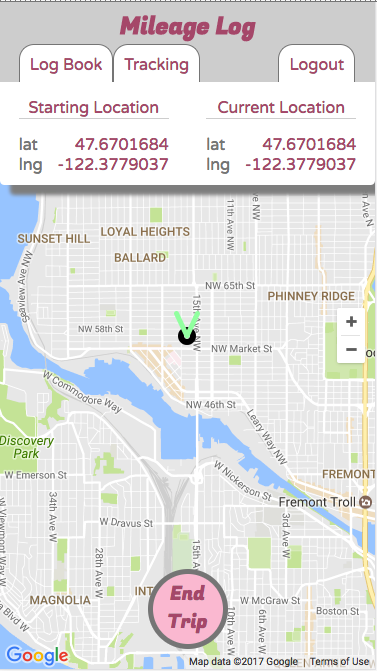 Mileage Log
Log Book Tracking Logout
Starting Location Current Location
lat 47.6701684 lat 47.6701684
lng -122.3779037 lng -122.3779037
11th Ave NW
SUNSET HILL
LOYAL HEIGHTS
BALLARD
NW 65th St
PHINNEY RIDGE
15th Ave NW
NW 58th St
NW Market St
+
−
W Commodore Way
NW 46th St
Leary Way NW
Discovery
Park
W Emerson St
W Nickerson St
FREMONT
Fremont Troll
34th Ave W
W Dravus St
3rd Ave W
28th Ave W
15th Ave W
MAGNOLIA
INT
End
Trip
W McGraw St
10th Ave W
6th Ave W
Boston St
Google
Map data ©2017 Google Terms of Use